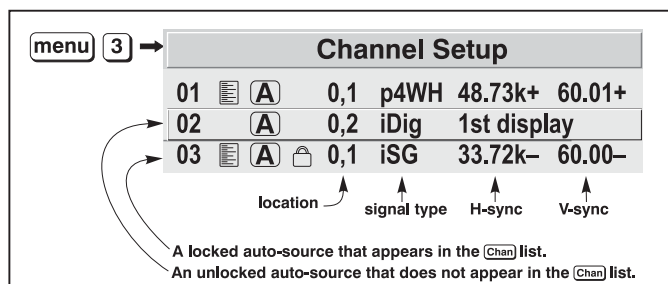 menu 3 Channel Setup
01 A 0,1 p4WH 48.73k+ 60.01+
02 A 0,2 iDig 1st display
03 A 0,1 iSG 33.72k– 60.00–
location signal type H-sync V-sync
A locked auto-source that appears in the Chan list.
An unlocked auto-source that does not appear in the Chan list.